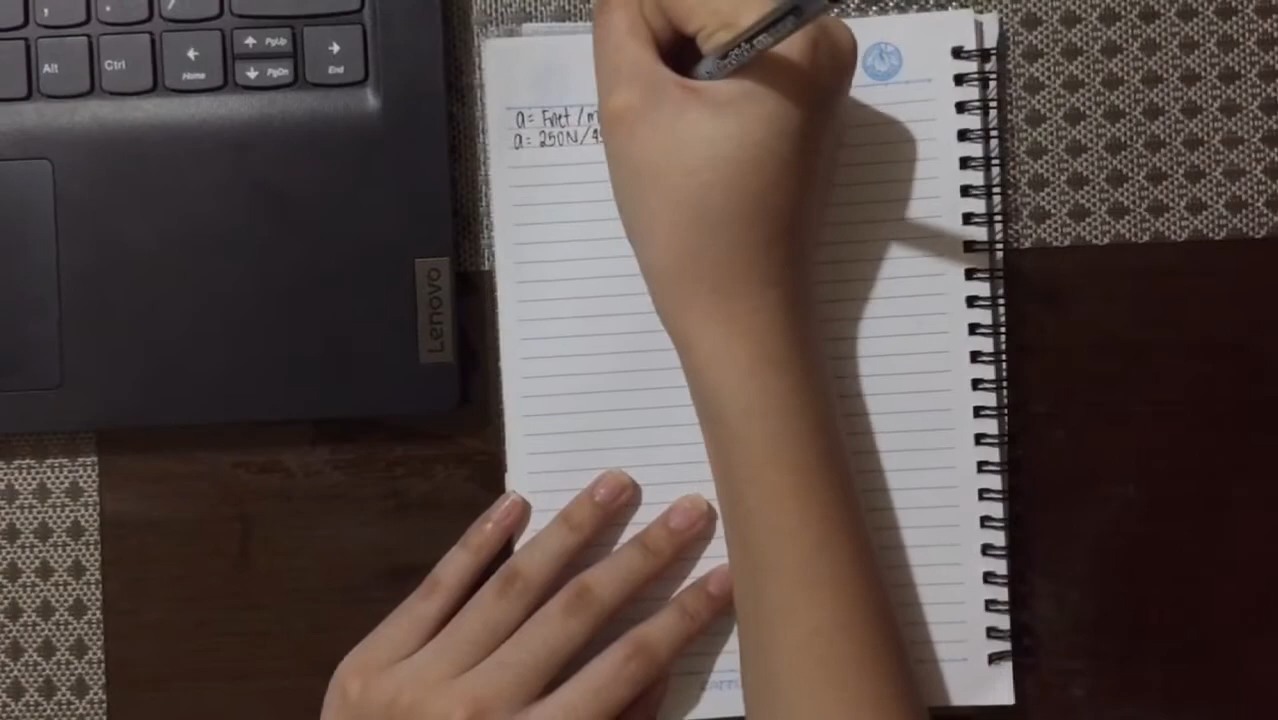 Alt
Ctrl
←
Home
↑ PgUp
↓ PgDn
→
End
Lenovo
a = Fnet / m
a = 250N /